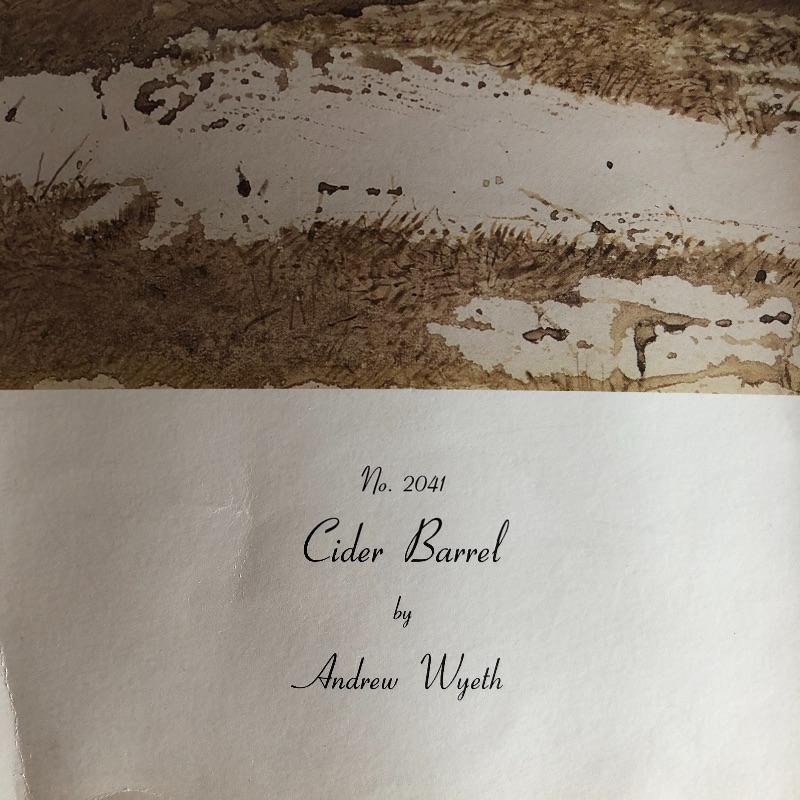 No. 2041
Cider Barrel
by
Andrew Wyeth